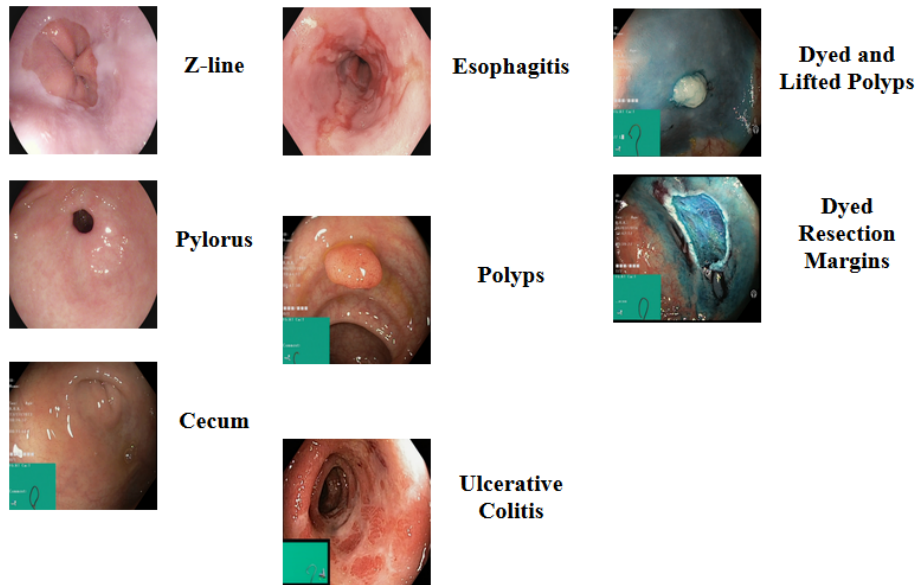 Z-line
Esophagitis
Dyed and
Lifted Polyps
Pylorus
Polyps
Dyed
Resection
Margins
Cecum
Ulcerative
Colitis